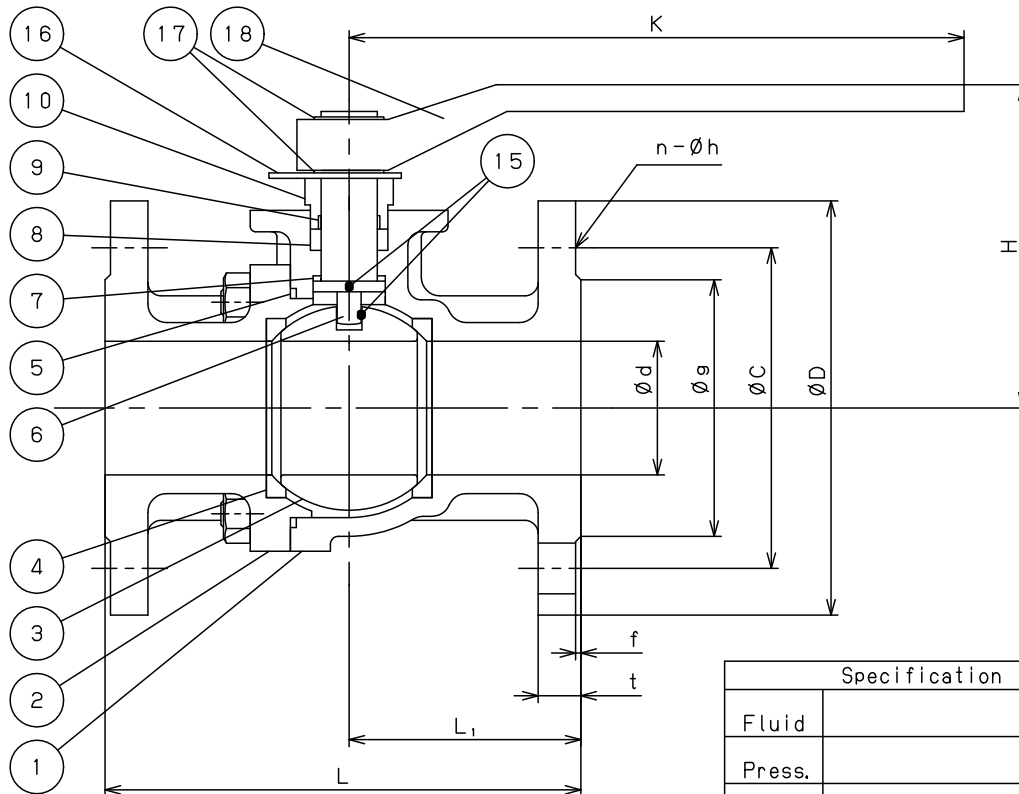 K
16
17
18
10
n-Øh
15
9
H
8
7
5
Ød
Øg
ØC
ØD
6
4
3
f
2
t
Specification
Fluid
L₁
1
L
Press.